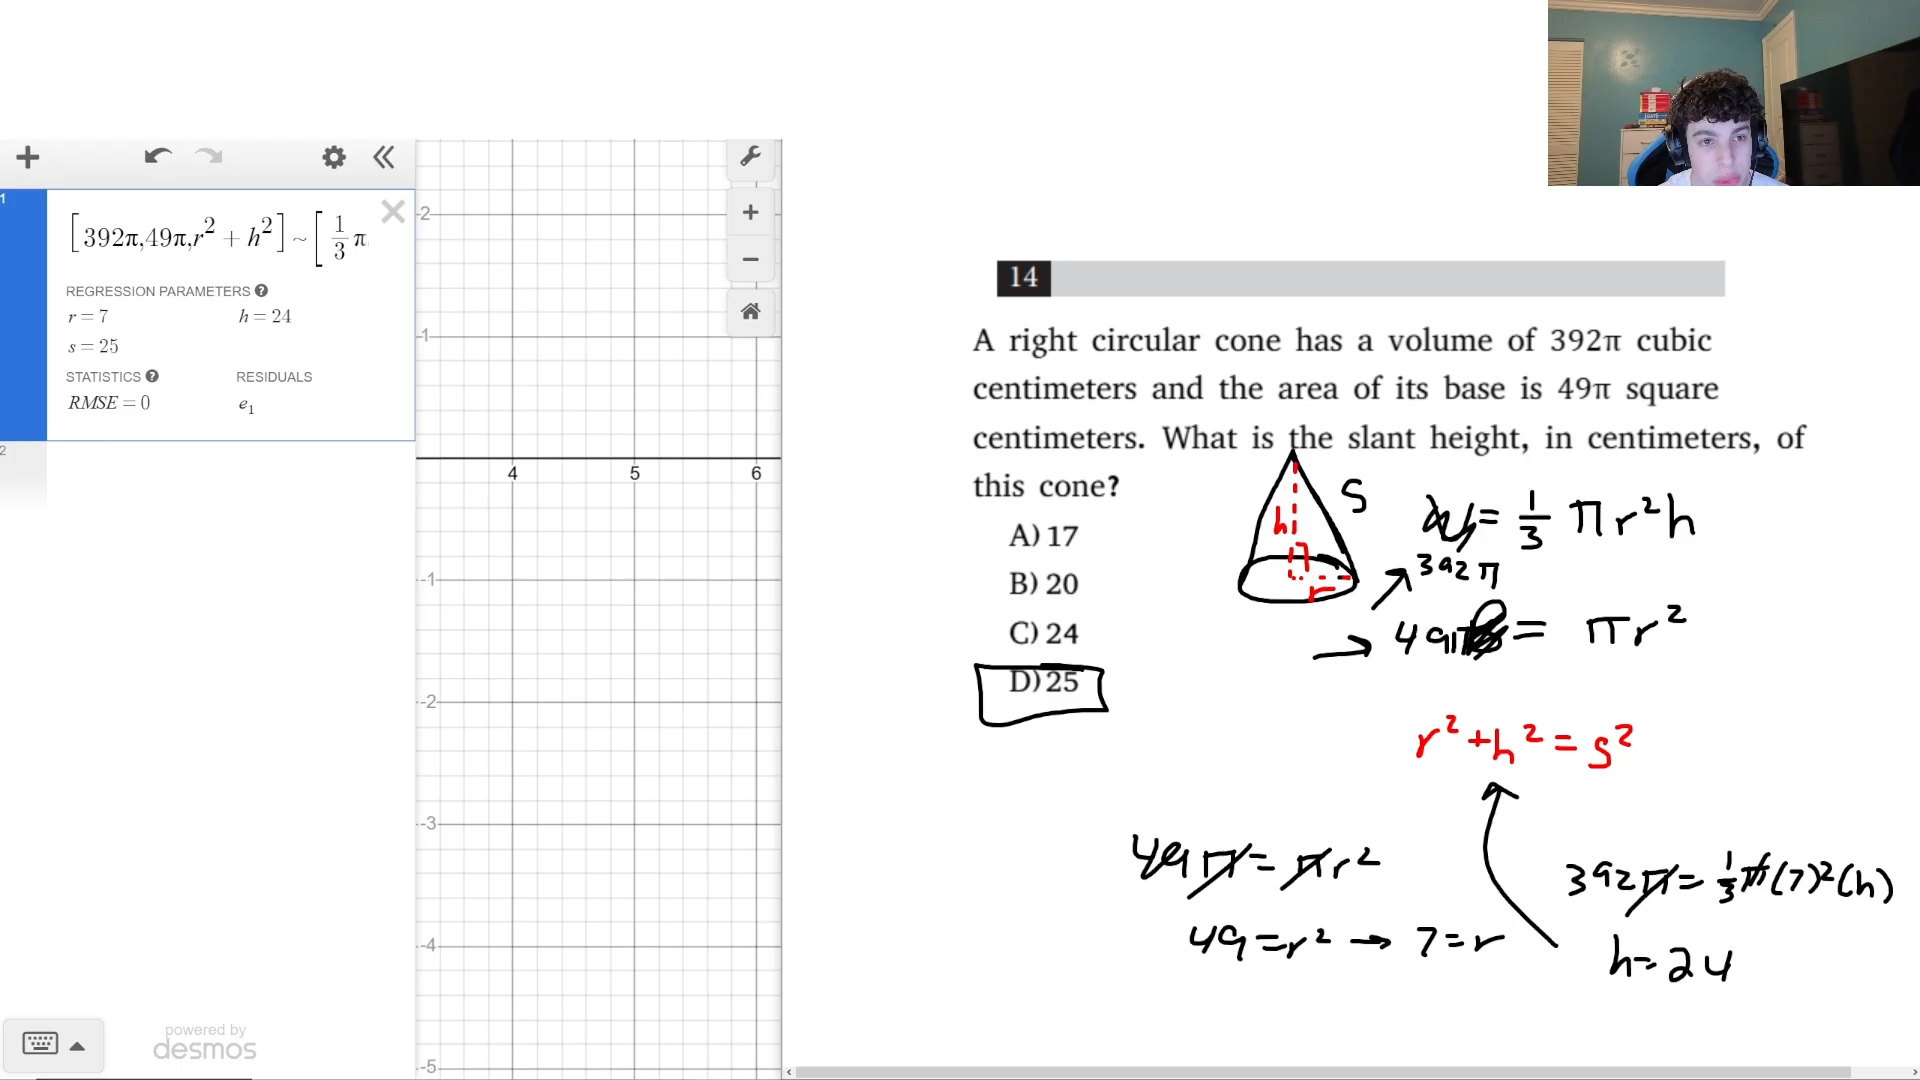 1
[392π,49π,r² + h²] ~ [1/3 π
REGRESSION PARAMETERS
r = 7
h = 24
s = 25
STATISTICS
RESIDUALS
RMSE = 0
e₁
2
powered by
desmos
2
1
4 5 6
-1
-2
-3
-4
-5
14
A right circular cone has a volume of 392π cubic
centimeters and the area of its base is 49π square
centimeters. What is the slant height, in centimeters, of
this cone?
A) 17
B) 20
C) 24
D) 25
h
r
s
= 1/3 πr²h
392π
49π = πr²
r² + h² = s²
49π = πr²
49 = r² → 7 = r
392π = 1/3 π(7)²(h)
h = 24